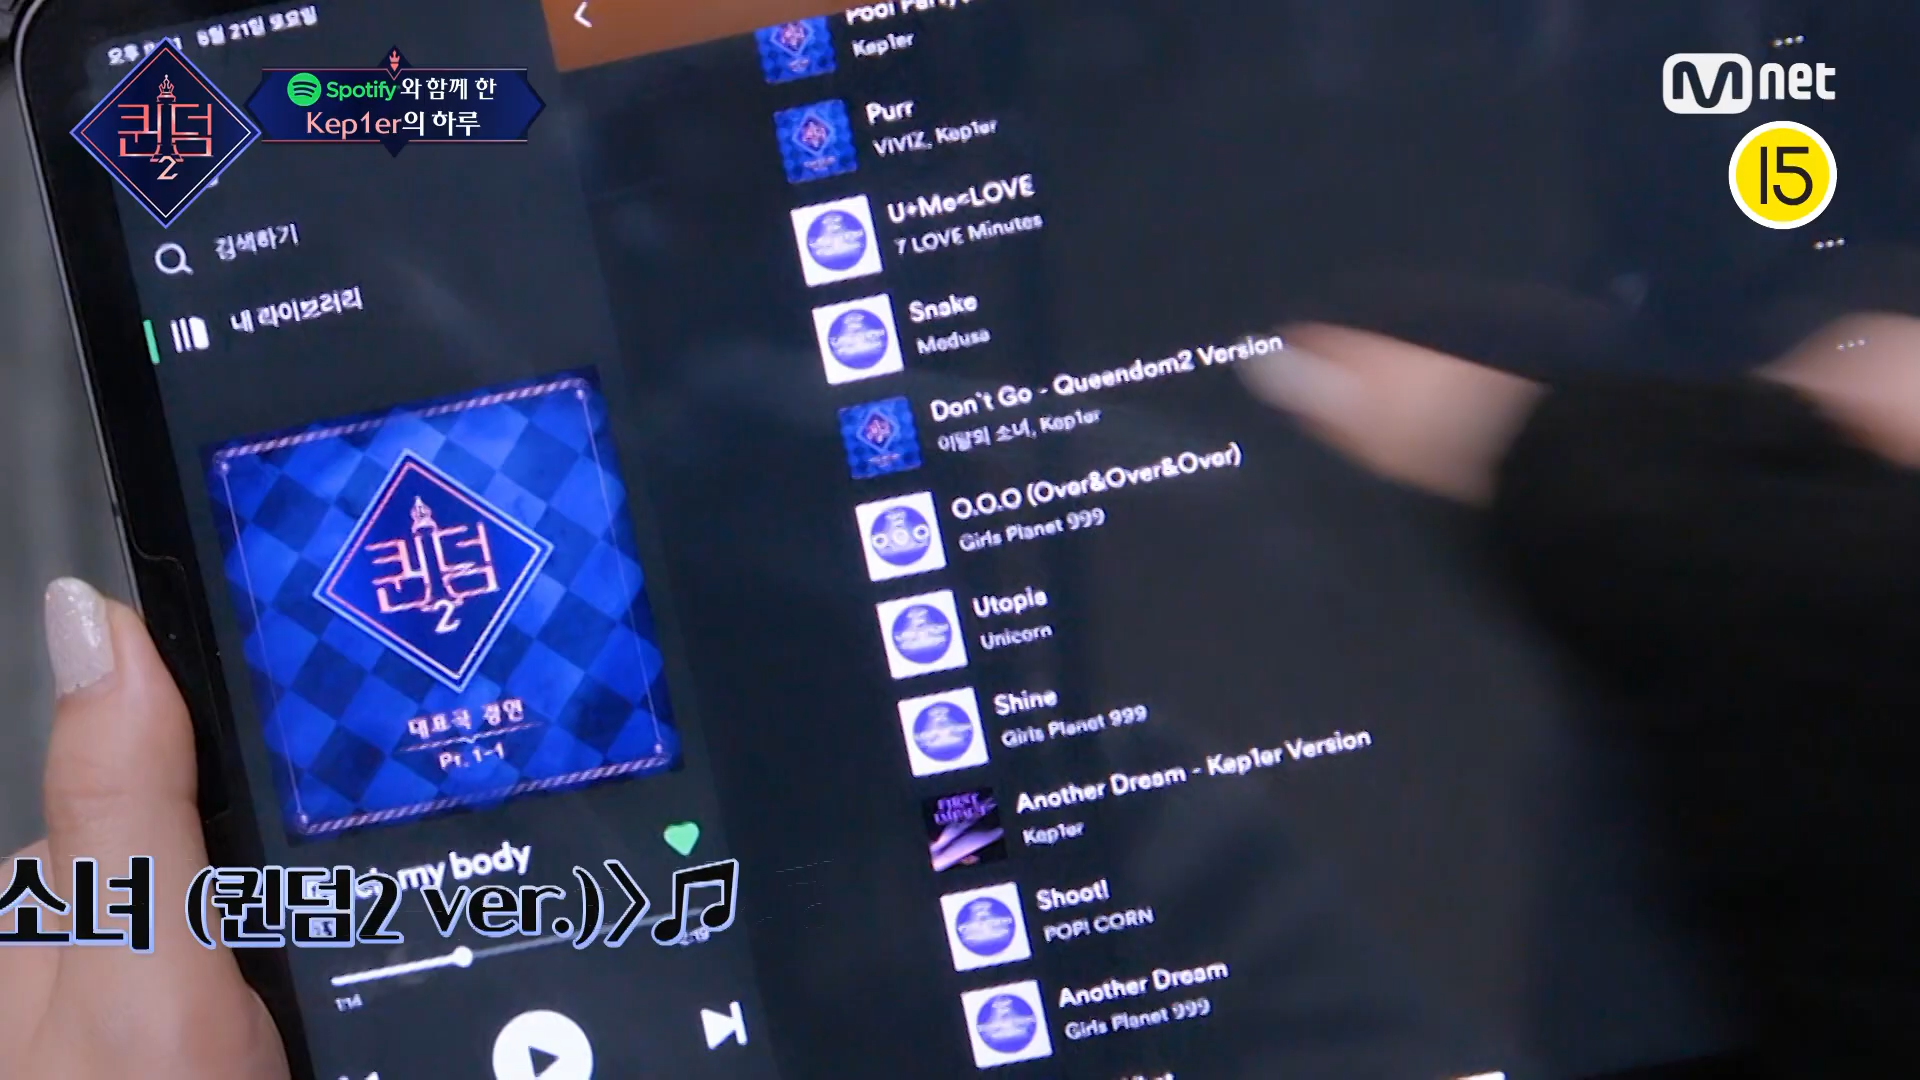 6월 21일
퀸덤
2
Spotify와 함께 한
Kep1er의 하루
Mnet
15
검색하기
내 라이브러리
Kep1er
Purr
VIVIZ, Kep1er
U+Me=LOVE
7 LOVE Minutes
Snake
Medusa
Don't Go - Queendom2 Version
이달의 소녀, Kep1er
O.O.O (Over&Over&Over)
Girls Planet 999
Utopia
Unicorn
Shine
Girls Planet 999
Another Dream - Kep1er Version
Kep1er
Shoot!
POP! CORN
Another Dream
Girls Planet 999
퀸덤
2
대표곡 경연
Pt. 1-1
my body
소녀 (퀸덤2 ver.)〉♫
1:14